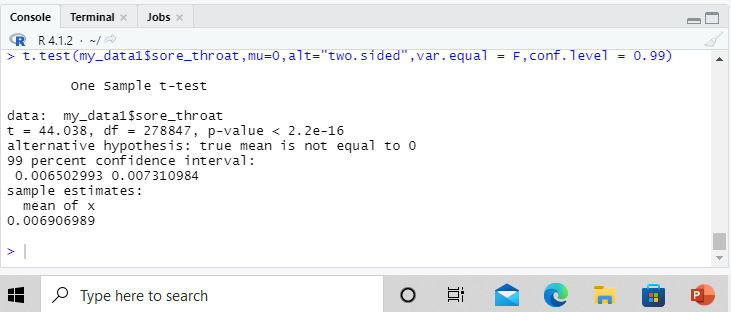 Console Terminal × Jobs ×
R R 4.1.2 · ~/
> t.test(my_data1$sore_throat,mu=0,alt="two.sided",var.equal = F,conf.level = 0.99)
One Sample t-test
data: my_data1$sore_throat
t = 44.038, df = 278847, p-value < 2.2e-16
alternative hypothesis: true mean is not equal to 0
99 percent confidence interval:
0.006502993 0.007310984
sample estimates:
mean of x
0.006906989
>
Type here to search